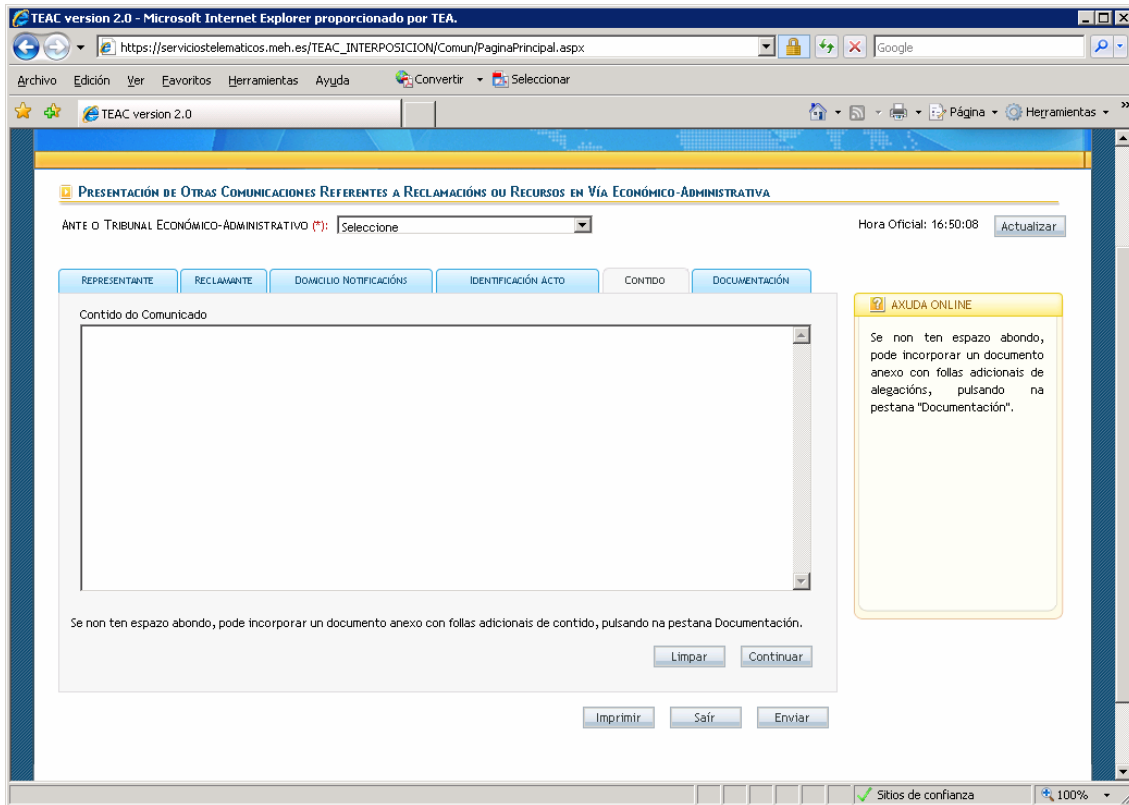 TEAC version 2.0 - Microsoft Internet Explorer proporcionado por TEA.
https://serviciostelematicos.meh.es/TEAC_INTERPOSICION/Comun/PaginaPrincipal.aspx
Google
Archivo Edición Ver Favoritos Herramientas Ayuda Convertir Seleccionar
TEAC version 2.0 Página Herramientas »
PRESENTACIÓN DE OTRAS COMUNICACIONES REFERENTES A RECLAMACIÓNS OU RECURSOS EN VÍA ECONÓMICO-ADMINISTRATIVA
ANTE O TRIBUNAL ECONÓMICO-ADMINISTRATIVO (*): Seleccione Hora Oficial: 16:50:08 Actualizar
REPRESENTANTE RECLAMANTE DOMICILIO NOTIFICACIÓNS IDENTIFICACIÓN ACTO CONTIDO DOCUMENTACIÓN
Contido do Comunicado
AXUDA ONLINE
Se non ten espazo abondo,
pode incorporar un documento
anexo con follas adicionais de
alegacións, pulsando na
pestana "Documentación".
Se non ten espazo abondo, pode incorporar un documento anexo con follas adicionais de contido, pulsando na pestana Documentación.
Limpar Continuar
Imprimir Saír Enviar
Sitios de confianza 100%